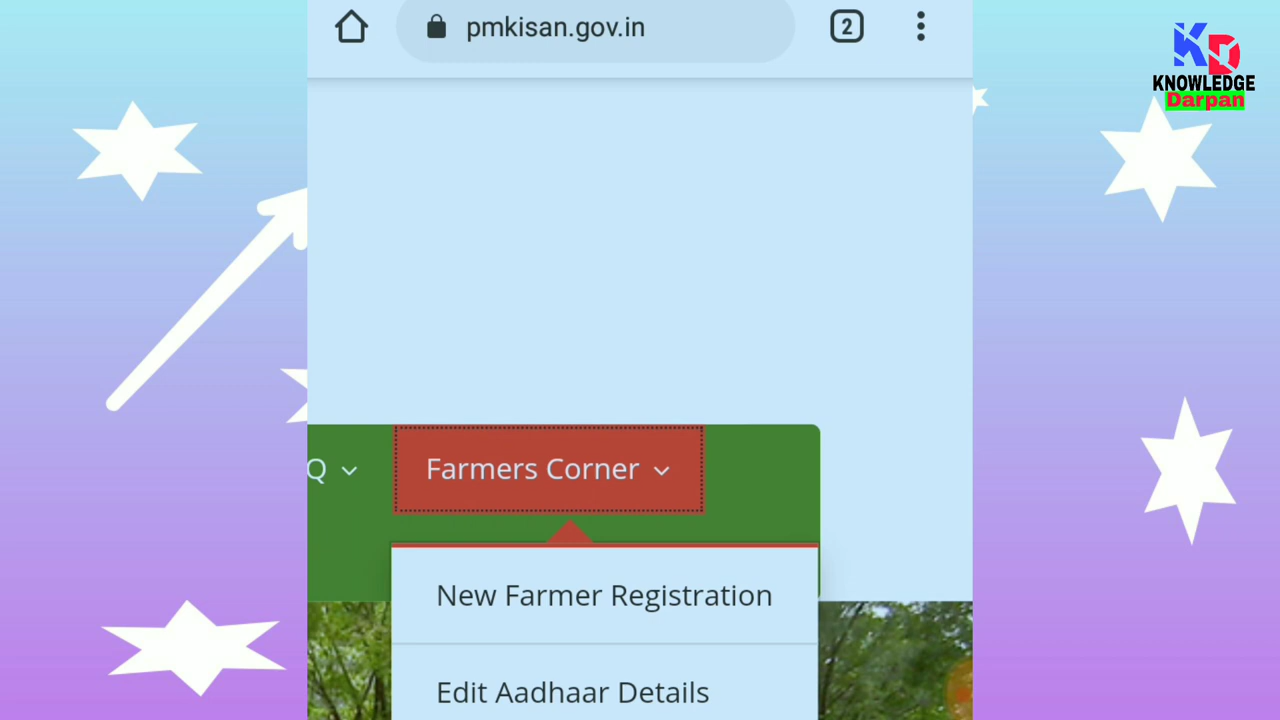 pmkisan.gov.in
2
KD
KNOWLEDGE
Darpan
Q
Farmers Corner
New Farmer Registration
Edit Aadhaar Details